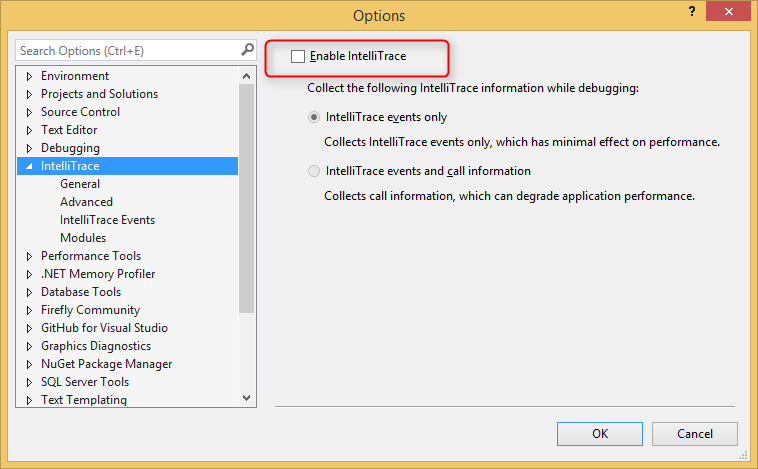 Options
?
Search Options (Ctrl+E)
Environment
Projects and Solutions
Source Control
Text Editor
Debugging
IntelliTrace
General
Advanced
IntelliTrace Events
Modules
Performance Tools
.NET Memory Profiler
Database Tools
Firefly Community
GitHub for Visual Studio
Graphics Diagnostics
NuGet Package Manager
SQL Server Tools
Text Templating
Enable IntelliTrace
Collect the following IntelliTrace information while debugging:
IntelliTrace events only
Collects IntelliTrace events only, which has minimal effect on performance.
IntelliTrace events and call information
Collects call information, which can degrade application performance.
OK
Cancel